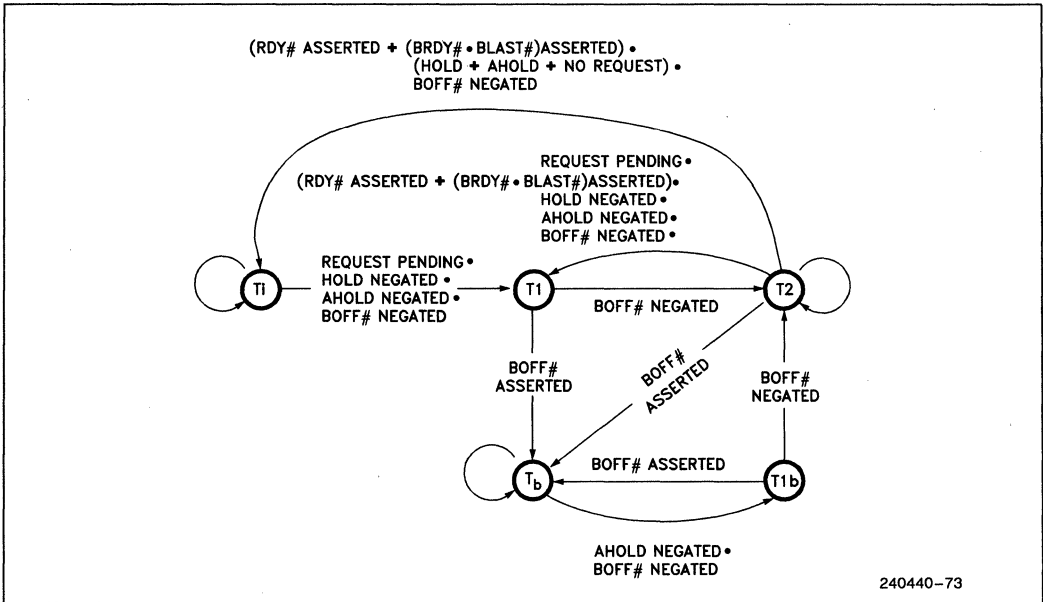 (RDY# ASSERTED + (BRDY#•BLAST#)ASSERTED)•
(HOLD + AHOLD + NO REQUEST)•
BOFF# NEGATED
REQUEST PENDING•
(RDY# ASSERTED + (BRDY#•BLAST#)ASSERTED)•
HOLD NEGATED•
AHOLD NEGATED•
BOFF# NEGATED•
REQUEST PENDING•
HOLD NEGATED•
AHOLD NEGATED•
BOFF# NEGATED
Ti
T1
T2
BOFF# NEGATED
BOFF#
ASSERTED
BOFF#
ASSERTED
BOFF#
NEGATED
BOFF# ASSERTED
Tb
T1b
AHOLD NEGATED•
BOFF# NEGATED
240440-73